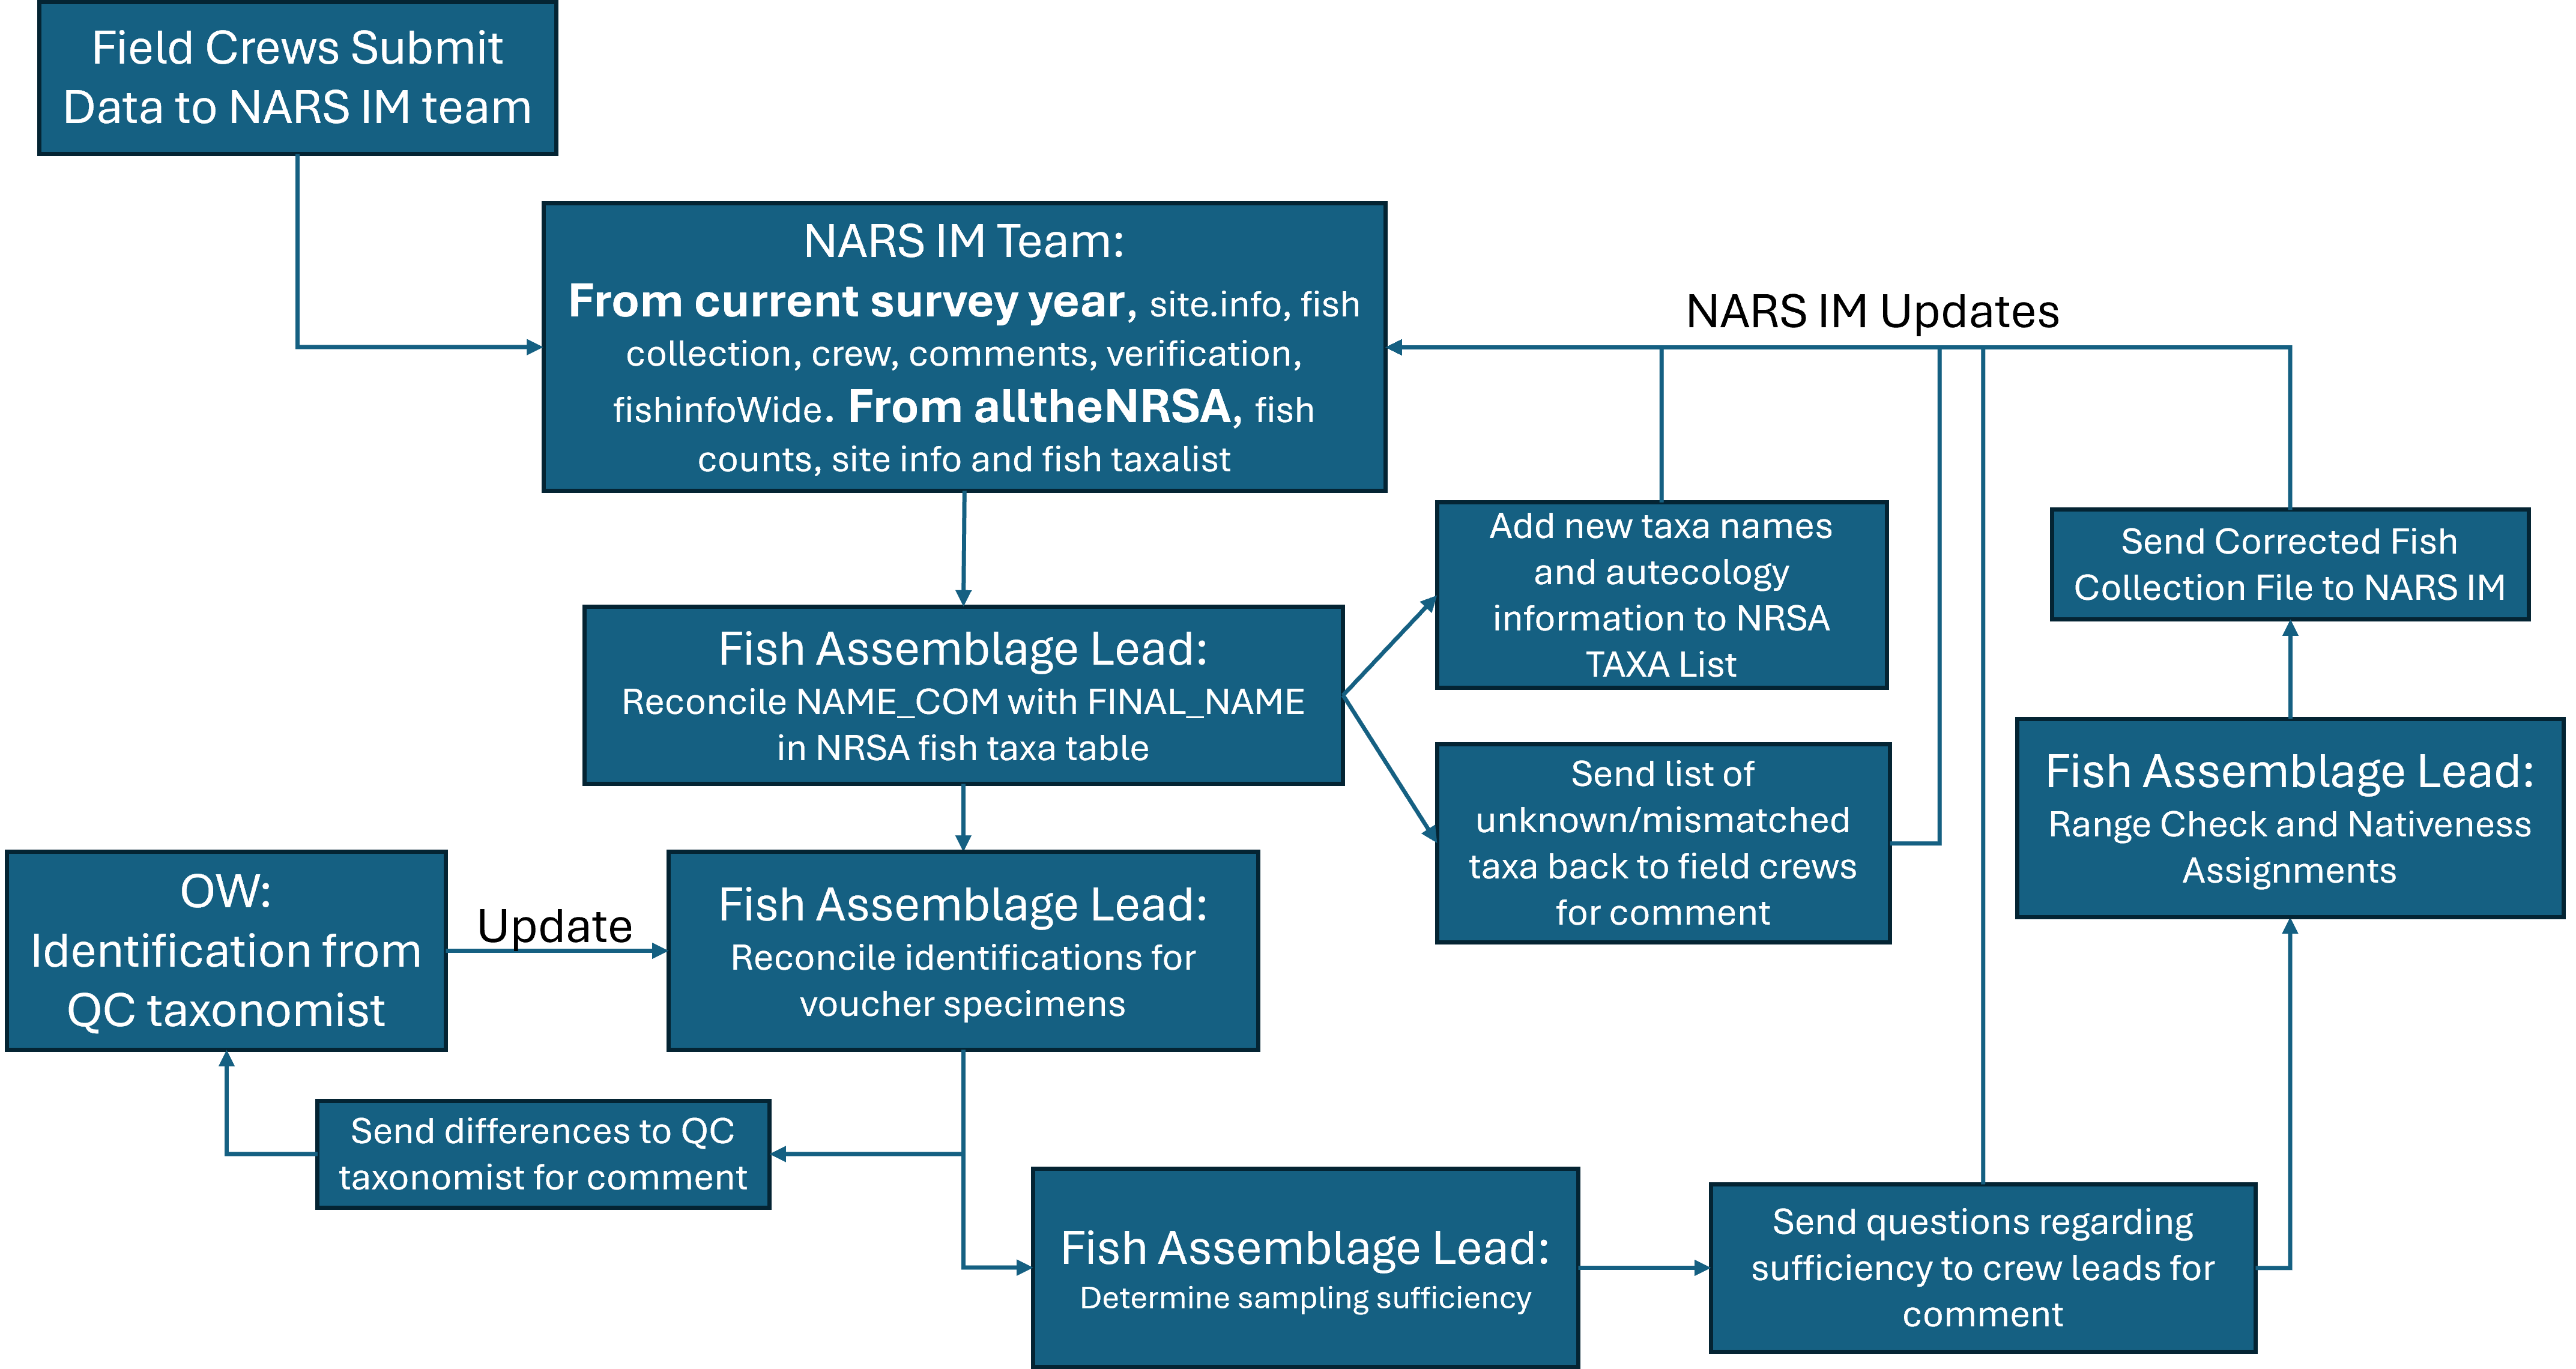 Field Crews Submit
Data to NARS IM team
NARS IM Team:
From current survey year, site.info, fish
collection, crew, comments, verification,
fishinfoWide. From alltheNRSA, fish
counts, site info and fish taxalist
NARS IM Updates
Fish Assemblage Lead:
Reconcile NAME_COM with FINAL_NAME
in NRSA fish taxa table
Add new taxa names
and autecology
information to NRSA
TAXA List
Send list of
unknown/mismatched
taxa back to field crews
for comment
Send Corrected Fish
Collection File to NARS IM
Fish Assemblage Lead:
Range Check and Nativeness
Assignments
OW:
Identification from
QC taxonomist
Update
Fish Assemblage Lead:
Reconcile identifications for
voucher specimens
Send differences to QC
taxonomist for comment
Fish Assemblage Lead:
Determine sampling sufficiency
Send questions regarding
sufficiency to crew leads for
comment